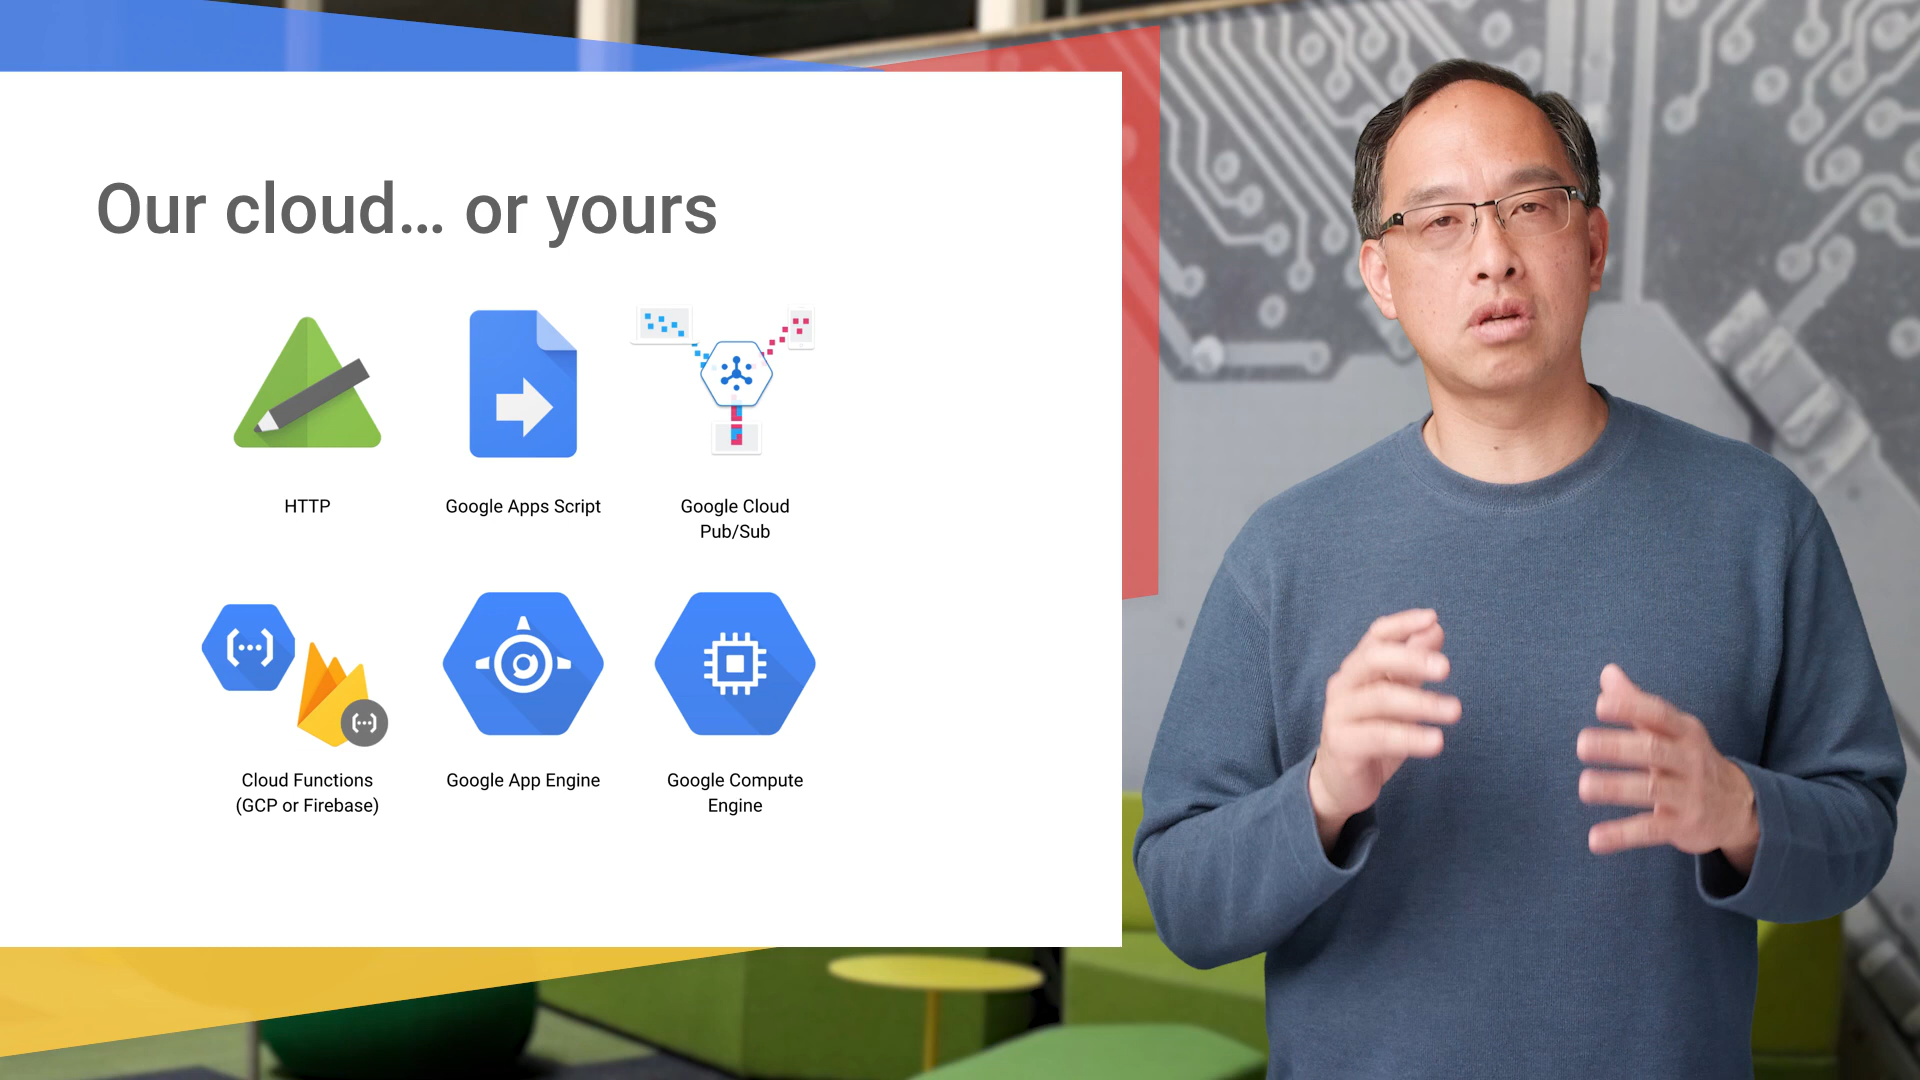 Our cloud... or yours
HTTP
Google Apps Script
Google Cloud
Pub/Sub
Cloud Functions
(GCP or Firebase)
Google App Engine
Google Compute
Engine